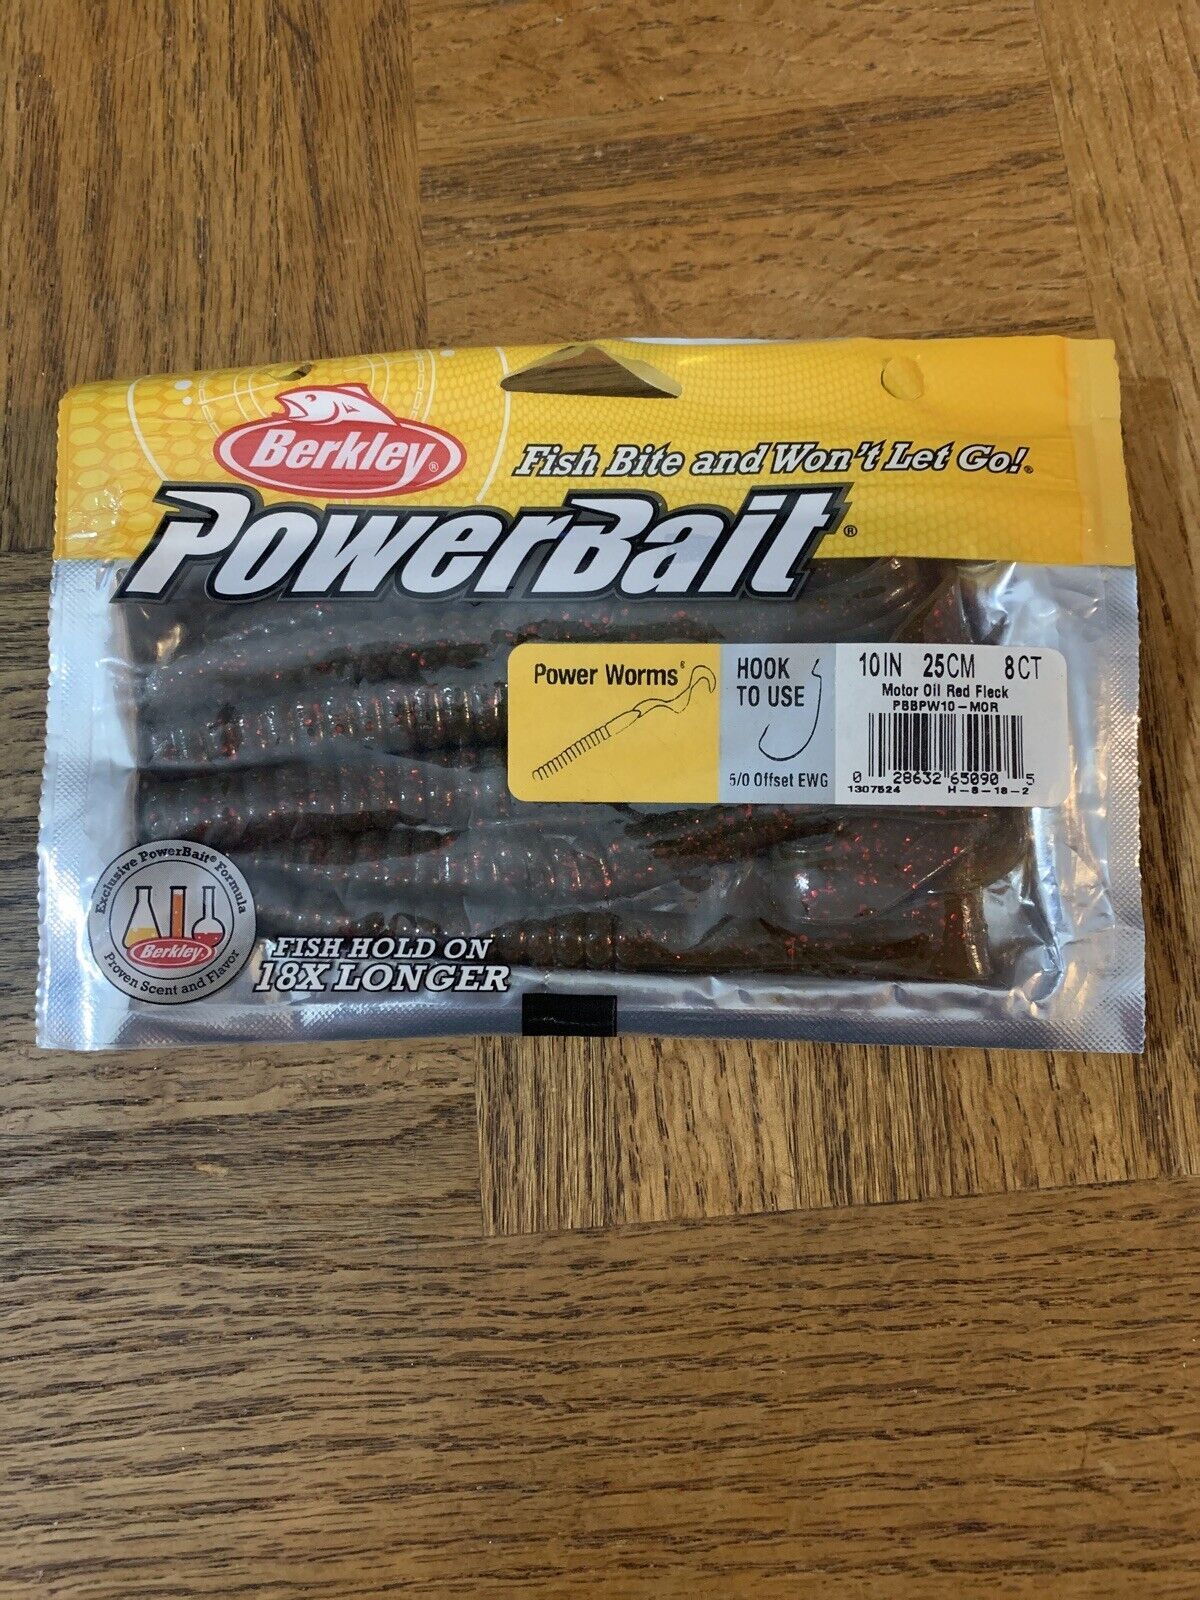 Berkley®
Fish Bite and Won't Let Go!®
PowerBait®
Power Worms®
HOOK
TO USE
5/0 Offset EWG
10IN 25CM 8CT
Motor Oil Red Fleck
PBBPW10-MOR
0 28632 65090 5
1307524 H-8-18-2
Exclusive PowerBait® Formula
Berkley
Proven Scent and Flavor
FISH HOLD ON
18X LONGER